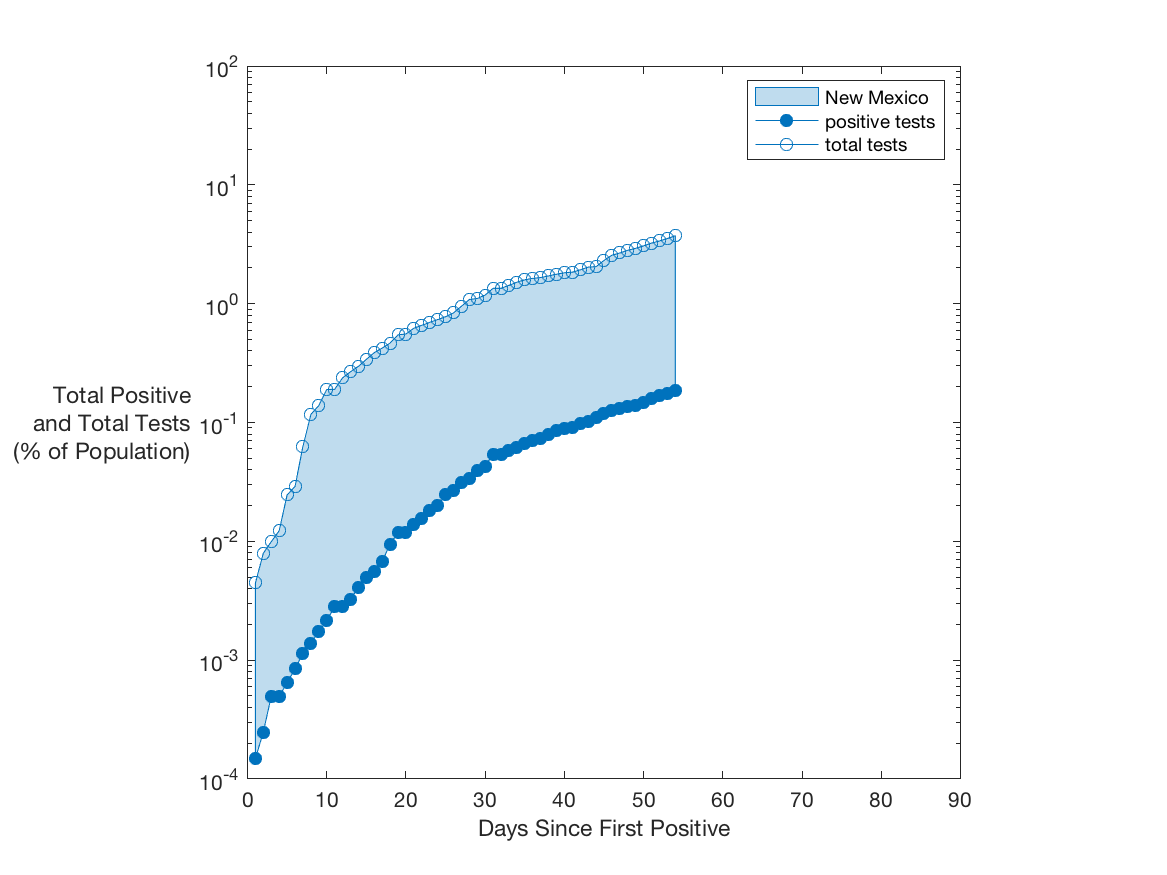 10^2
10^1
10^0
10^-1
10^-2
10^-3
10^-4
Total Positive
and Total Tests
(% of Population)
New Mexico
positive tests
total tests
0 10 20 30 40 50 60 70 80 90
Days Since First Positive